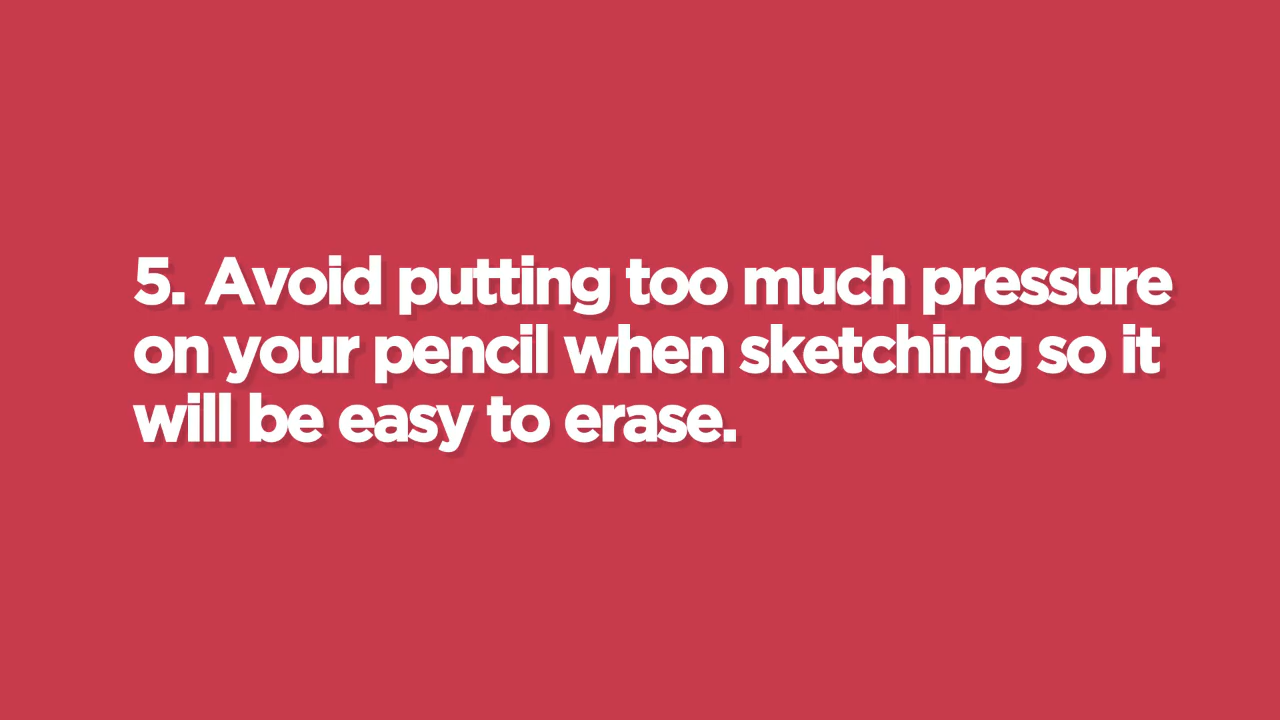 5. Avoid putting too much pressure
on your pencil when sketching so it
will be easy to erase.